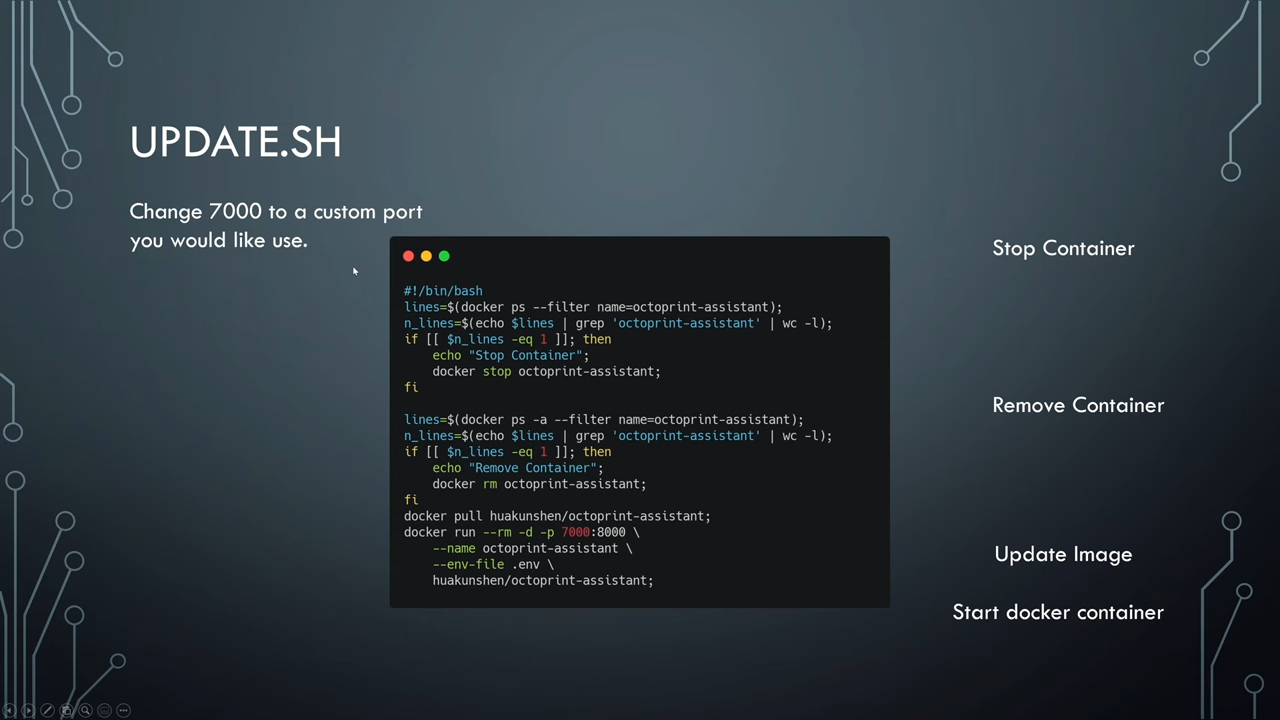 UPDATE.SH
Change 7000 to a custom port
you would like use.
#!/bin/bash
lines=$(docker ps --filter name=octoprint-assistant);
n_lines=$(echo $lines | grep 'octoprint-assistant' | wc -l);
if [[ $n_lines -eq 1 ]]; then
    echo "Stop Container";
    docker stop octoprint-assistant;
fi
lines=$(docker ps -a --filter name=octoprint-assistant);
n_lines=$(echo $lines | grep 'octoprint-assistant' | wc -l);
if [[ $n_lines -eq 1 ]]; then
    echo "Remove Container";
    docker rm octoprint-assistant;
fi
docker pull huakunshen/octoprint-assistant;
docker run --rm -d -p 7000:8000 \
    --name octoprint-assistant \
    --env-file .env \
    huakunshen/octoprint-assistant;
Stop Container
Remove Container
Update Image
Start docker container